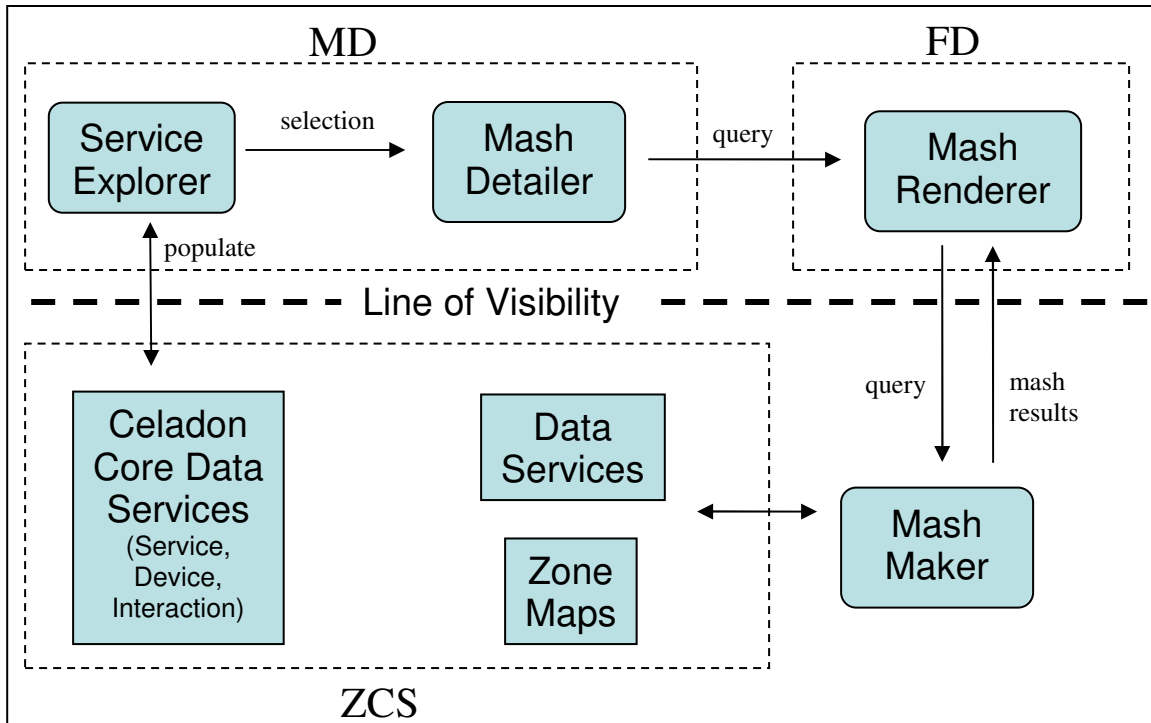 MD
FD
Service
Explorer
selection
Mash
Detailer
query
Mash
Renderer
populate
Line of Visibility
query
mash
results
Celadon
Core Data
Services
(Service,
Device,
Interaction)
Data
Services
Zone
Maps
Mash
Maker
ZCS